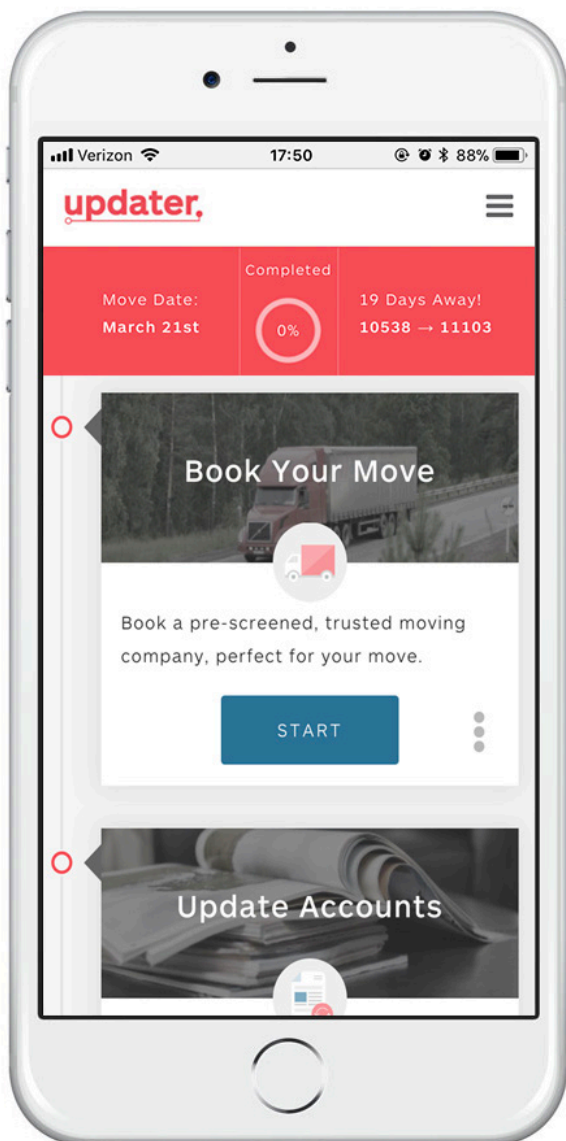 Verizon 17:50 88%
updater.
Completed
Move Date: 19 Days Away!
March 21st 0% 10538 → 11103
Book Your Move
Book a pre-screened, trusted moving
company, perfect for your move.
START
Update Accounts